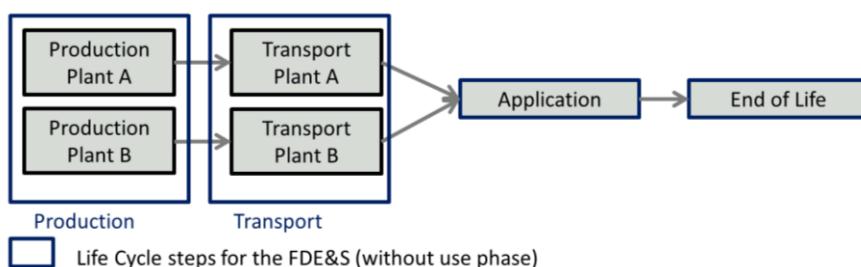 Production
Plant A
Transport
Plant A
Production
Plant B
Transport
Plant B
Application
End of Life
Production
Transport
Life Cycle steps for the FDE&S (without use phase)